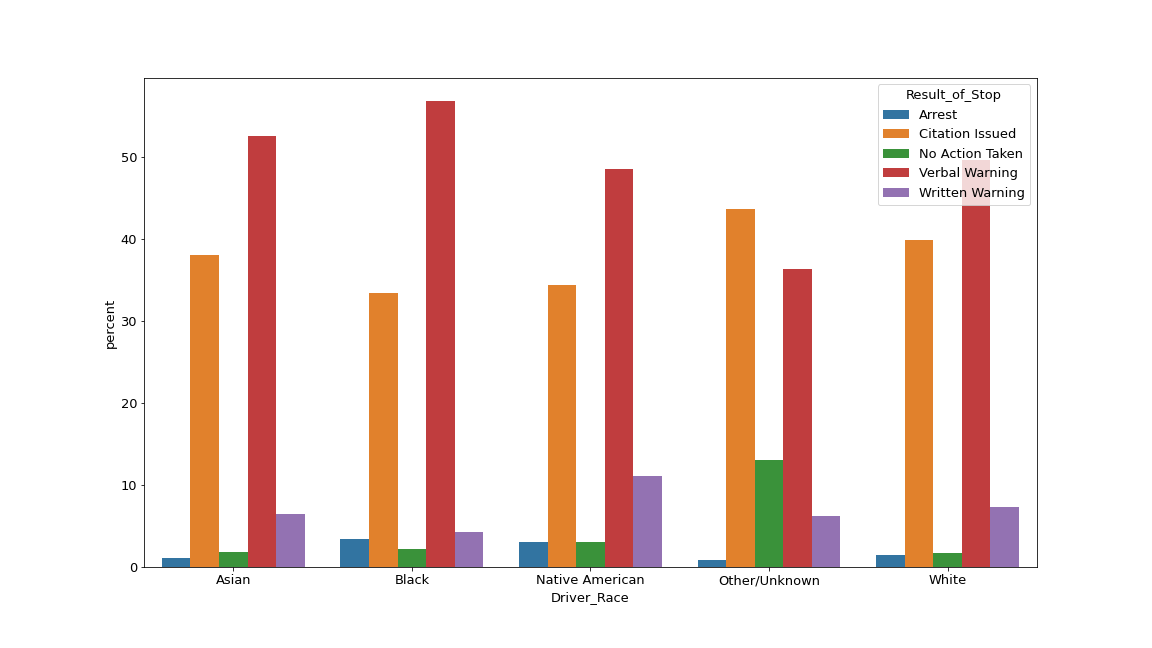 Result_of_Stop
Arrest
Citation Issued
No Action Taken
Verbal Warning
Written Warning
percent
50
40
30
20
10
0
Asian Black Native American Other/Unknown White
Driver_Race